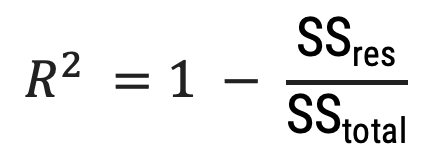 R² = 1 − SS_res / SS_total